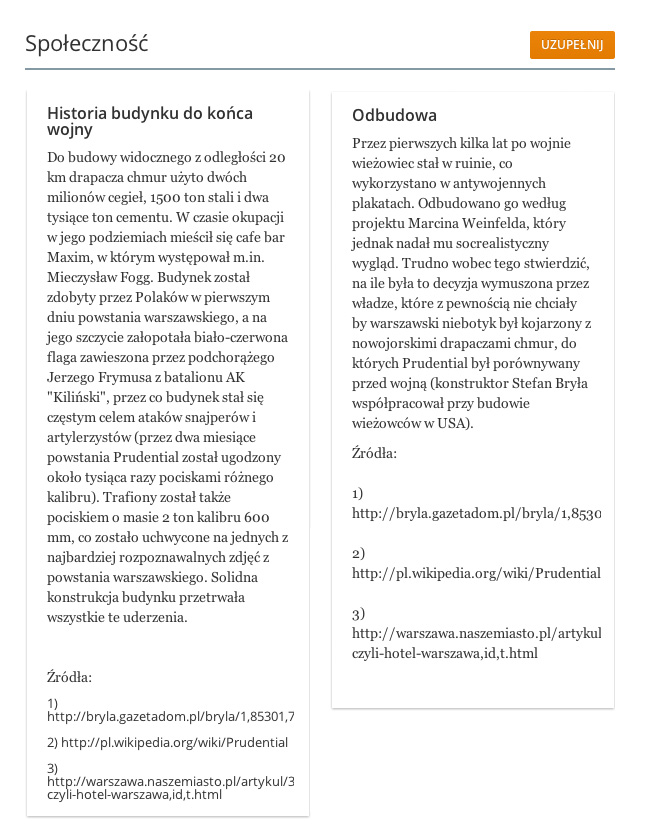 Społeczność
UZUPEŁNIJ
Historia budynku do końca
wojny
Do budowy widocznego z odległości 20
km drapacza chmur użyto dwóch
milionów cegieł, 1500 ton stali i dwa
tysiące ton cementu. W czasie okupacji
w jego podziemiach mieścił się cafe bar
Maxim, w którym występował m.in.
Mieczysław Fogg. Budynek został
zdobyty przez Polaków w pierwszym
dniu powstania warszawskiego, a na
jego szczycie załopotała biało-czerwona
flaga zawieszona przez podchorążego
Jerzego Frymusa z batalionu AK
"Kiliński", przez co budynek stał się
częstym celem ataków snajperów i
artylerzystów (przez dwa miesiące
powstania Prudential został ugodzony
około tysiąca razy pociskami różnego
kalibru). Trafiony został także
pociskiem o masie 2 ton kalibru 600
mm, co zostało uchwycone na jednych z
najbardziej rozpoznawalnych zdjęć z
powstania warszawskiego. Solidna
konstrukcja budynku przetrwała
wszystkie te uderzenia.
Źródła:
1)
http://bryla.gazetadom.pl/bryla/1,85301,7
2) http://pl.wikipedia.org/wiki/Prudential
3)
http://warszawa.naszemiasto.pl/artykul/3
czyli-hotel-warszawa,id,t.html
Odbudowa
Przez pierwszych kilka lat po wojnie
wieżowiec stał w ruinie, co
wykorzystano w antywojennych
plakatach. Odbudowano go według
projektu Marcina Weinfelda, który
jednak nadał mu socrealistyczny
wygląd. Trudno wobec tego stwierdzić,
na ile była to decyzja wymuszona przez
władze, które z pewnością nie chciały
by warszawski niebotyk był kojarzony z
nowojorskimi drapaczami chmur, do
których Prudential był porównywany
przed wojną (konstruktor Stefan Bryła
współpracował przy budowie
wieżowców w USA).
Źródła:
1)
http://bryla.gazetadom.pl/bryla/1,8530
2)
http://pl.wikipedia.org/wiki/Prudential
3)
http://warszawa.naszemiasto.pl/artykul
czyli-hotel-warszawa,id,t.html